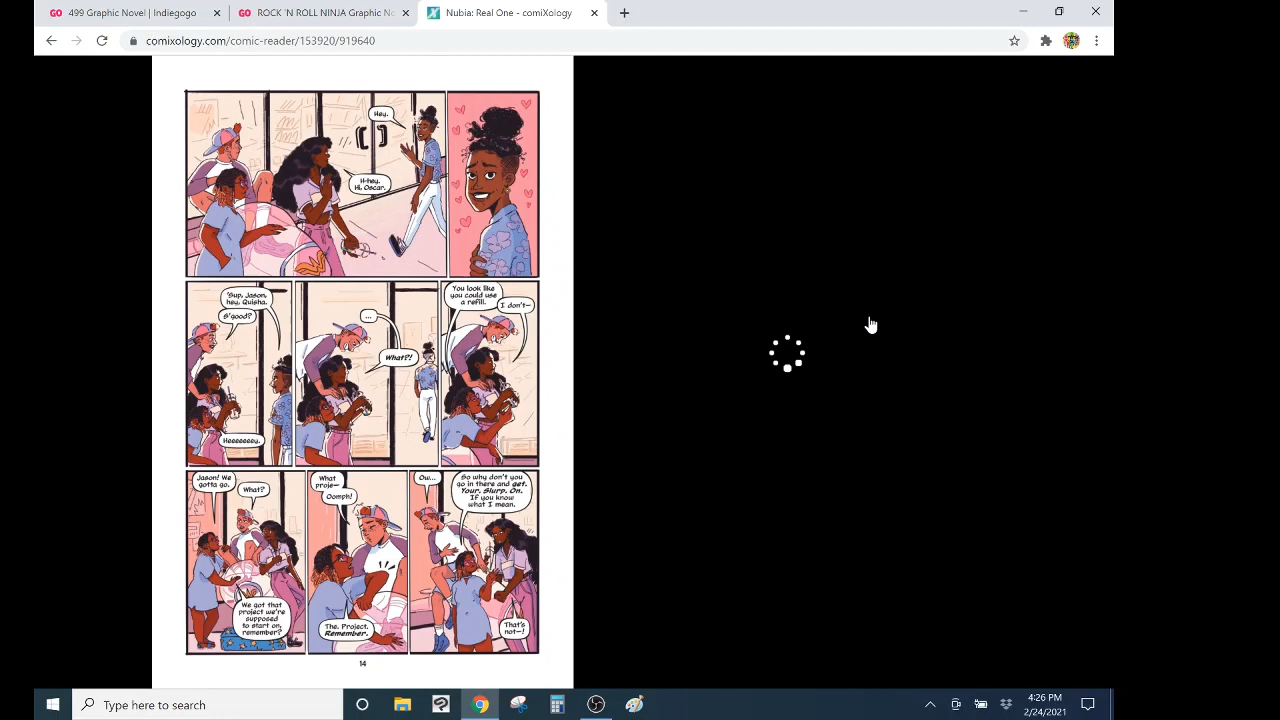 499 Graphic Novel | Indiegogo
ROCK 'N ROLL NINJA Graphic No
Nubia: Real One - comiXology
comixology.com/comic-reader/153920/919640
Hey.
H-hey.
Hi, Oscar.
'Sup, Jason,
hey, Quisha.
S'good?
Heeeeeeey.
...
What?!
You look like
you could use
a refill.
I don't—
Jason! We
gotta go.
What?
We got that
project we're
supposed
to start on,
remember?
What
proje—
Oomph!
The. Project.
Remember.
Ow...
So why don't you
go in there and get.
Your. Slurp. On.
If you know
what I mean.
That's
not—!
14
Type here to search
4:26 PM
2/24/2021